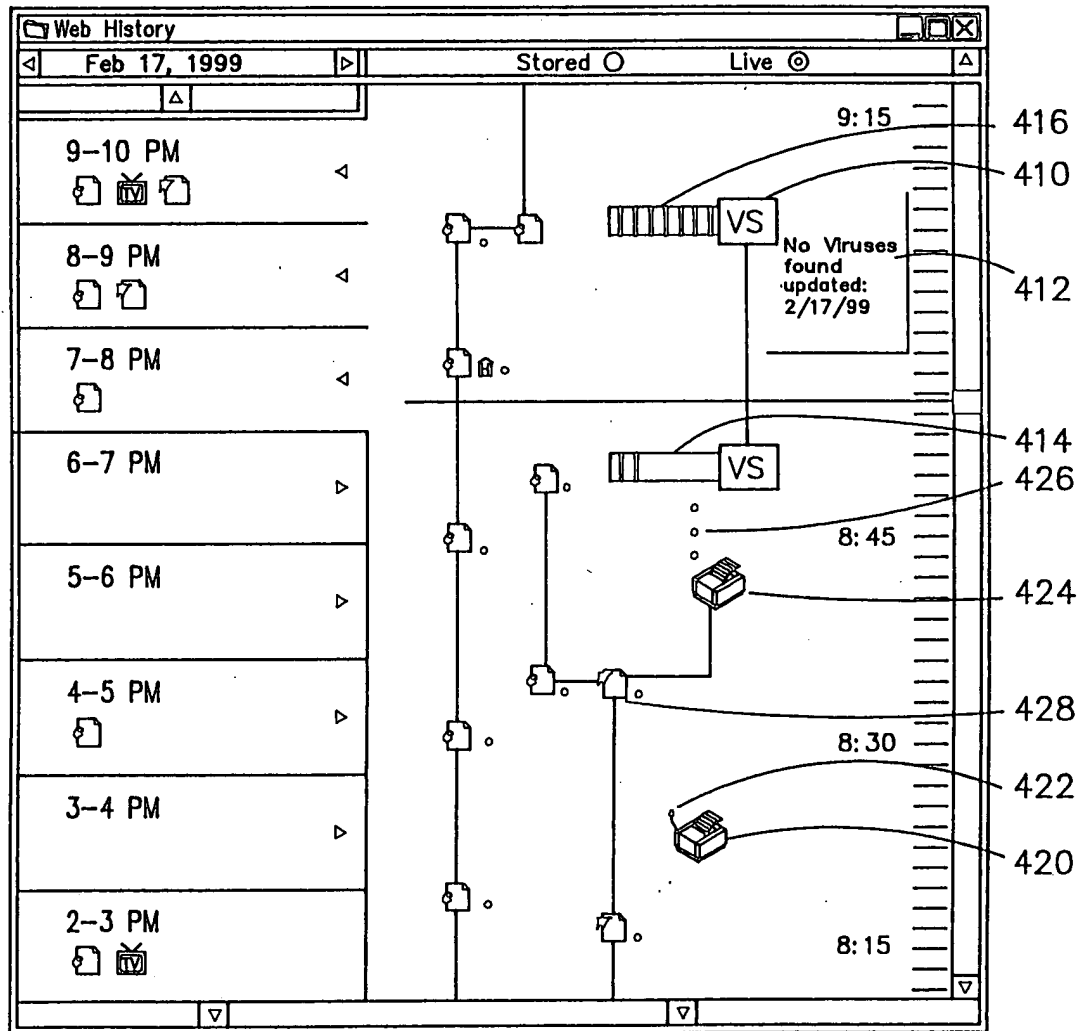 Web History
Feb 17, 1999
Stored
Live
9-10 PM
TV
8-9 PM
7-8 PM
6-7 PM
5-6 PM
4-5 PM
3-4 PM
2-3 PM
TV
9:15
VS
No Viruses
found
updated:
2/17/99
H
VS
8:45
8:30
8:15
416
410
412
414
426
424
428
422
420